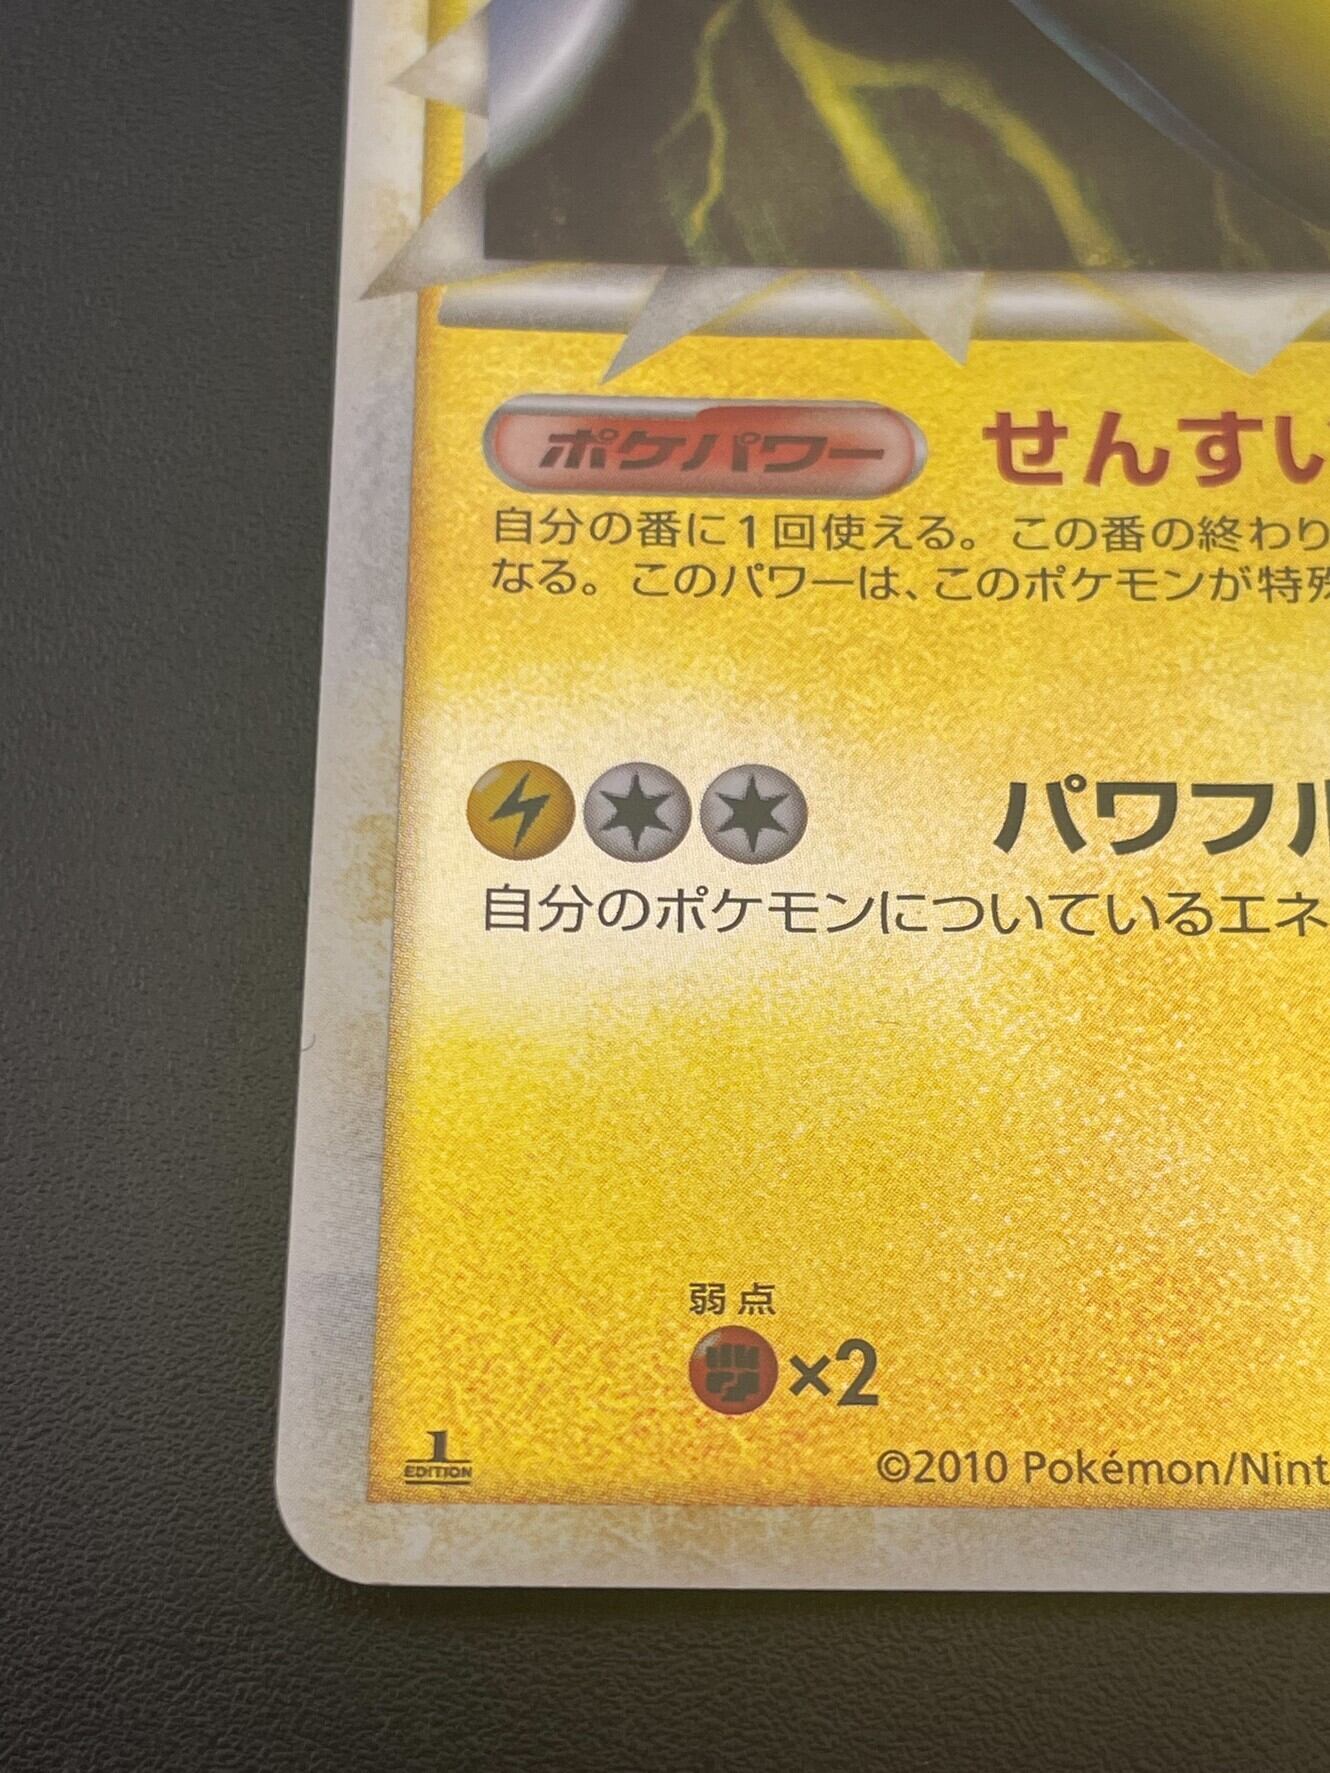 ポケパワー せんすい
自分の番に1回使える。この番の終わり
なる。このパワーは、このポケモンが特殊
パワフル
自分のポケモンについているエネ
弱点
×2
1
EDITION
©2010 Pokémon/Nint